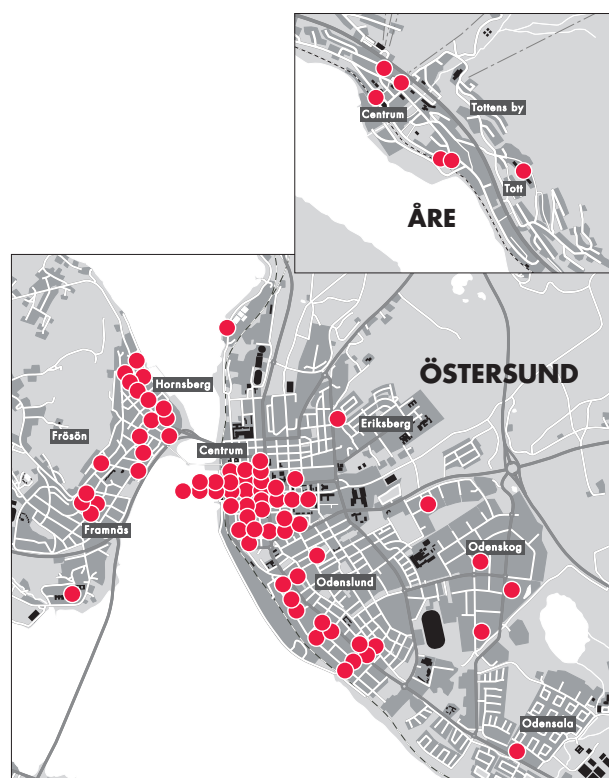 Tottens by
Centrum
Tott
ÅRE
Hornsberg
ÖSTERSUND
Eriksberg
Frösön
Centrum
Framnäs
Odenskog
Odenslund
Odensala